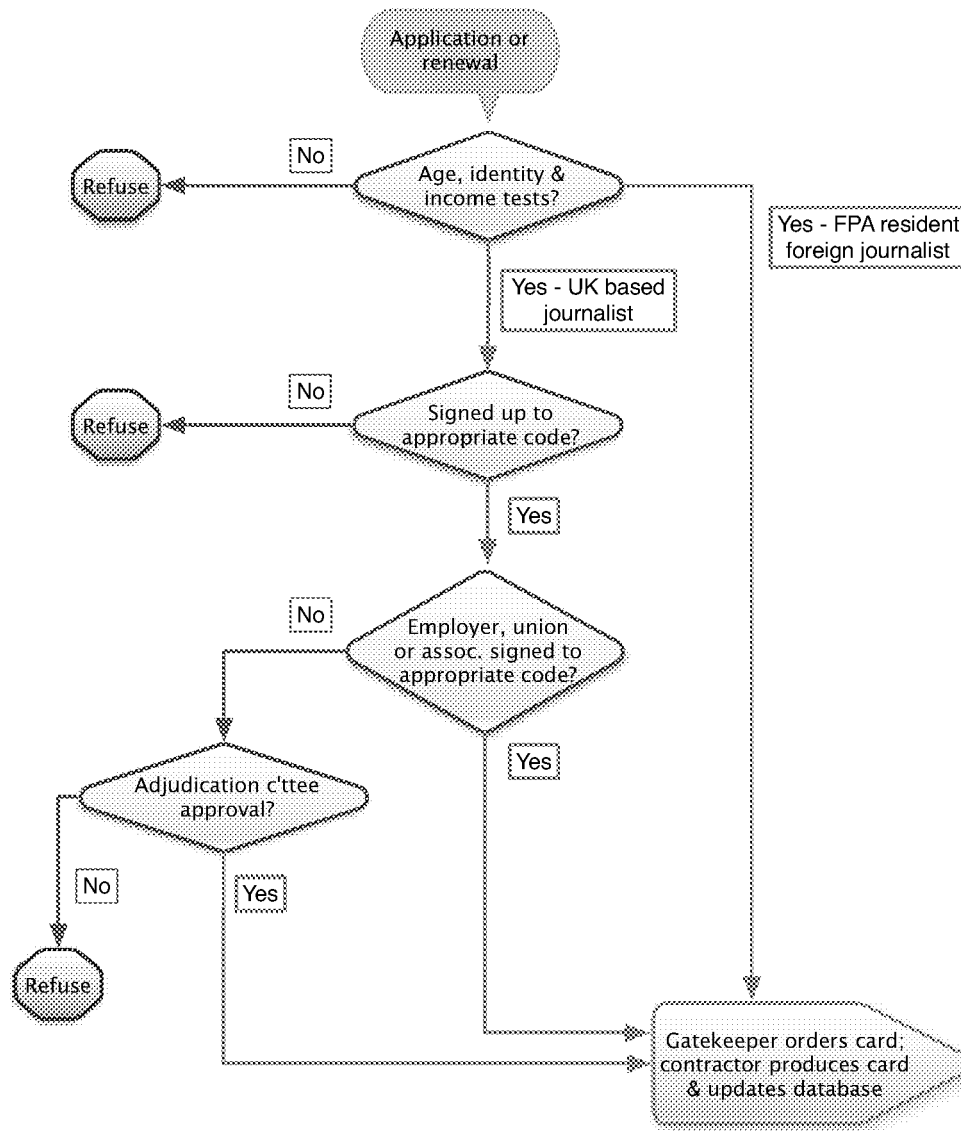 Application or
renewal
No
Refuse
Age, identity &
income tests?
Yes - FPA resident
foreign journalist
Yes - UK based
journalist
No
Refuse
Signed up to
appropriate code?
Yes
No
Employer, union
or assoc. signed to
appropriate code?
Yes
Adjudication c'ttee
approval?
No
Yes
Refuse
Gatekeeper orders card;
contractor produces card
& updates database